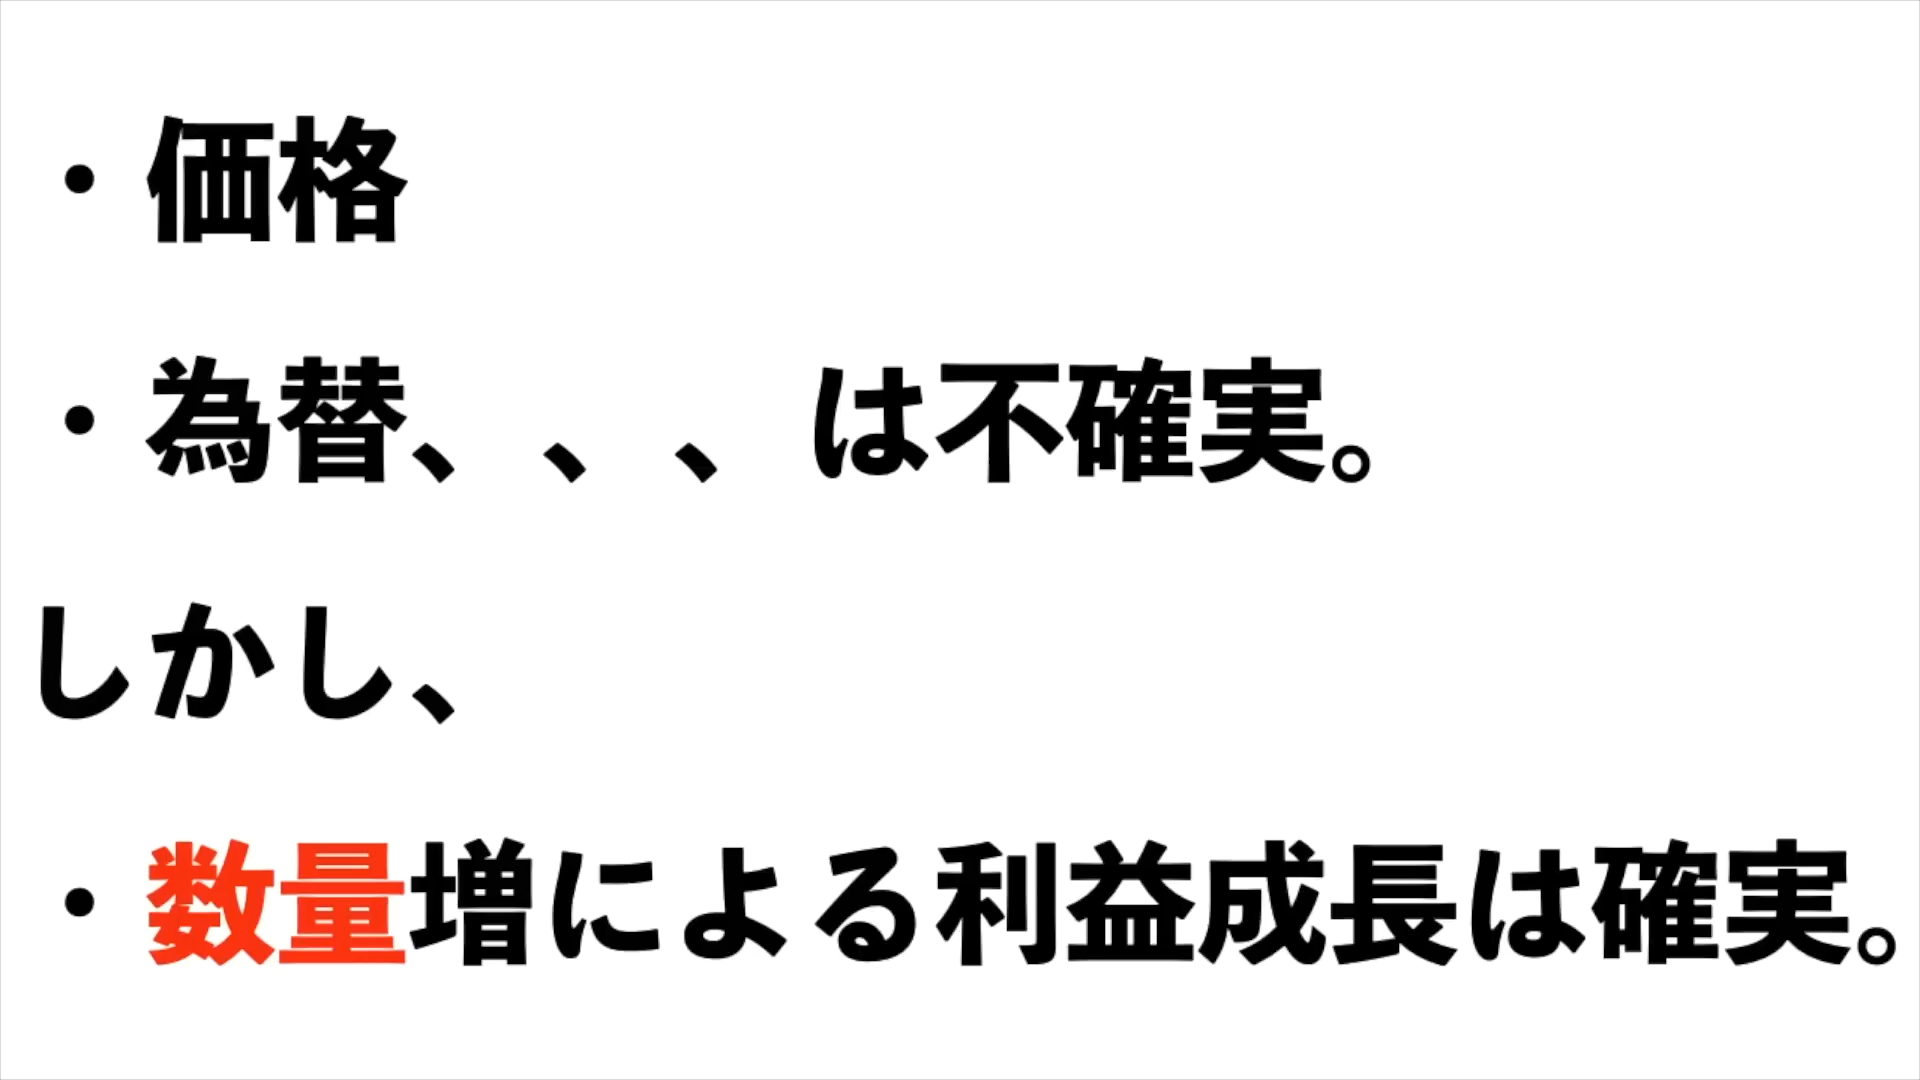 ・価格
・為替、、、は不確実。
しかし、
・数量増による利益成長は確実。